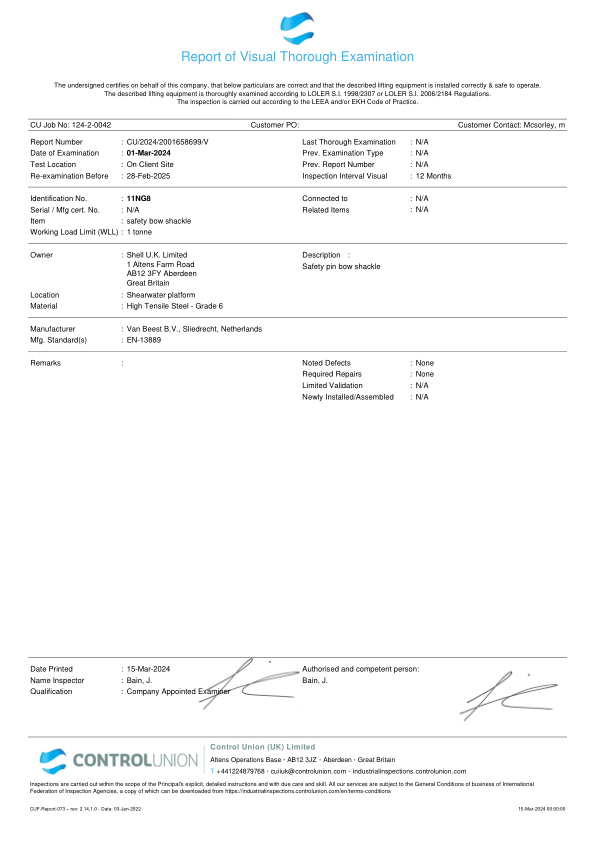 Report of Visual Thorough Examination
The undersigned certifies on behalf of this company, that below particulars are correct and that the described lifting equipment is installed correctly & safe to operate.
The described lifting equipment is thoroughly examined according to LOLER S.I. 1998/2307 or LOLER S.I. 2006/2184 Regulations.
The inspection is carried out according to the LEEA and/or EKH Code of Practice.
CU Job No: 124-2-0042 Customer PO: Customer Contact: Mcsorley, m
Report Number : CU/2024/2001658699/V Last Thorough Examination : N/A
Date of Examination : 01-Mar-2024 Prev. Examination Type : N/A
Test Location : On Client Site Prev. Report Number : N/A
Re-examination Before : 28-Feb-2025 Inspection Interval Visual : 12 Months
Identification No. : 11NG8 Connected to : N/A
Serial / Mfg cert. No. : N/A Related Items : N/A
Item : safety bow shackle
Working Load Limit (WLL) : 1 tonne
Owner : Shell U.K. Limited Description :
1 Altens Farm Road Safety pin bow shackle
AB12 3FY Aberdeen
Great Britain
Location : Shearwater platform
Material : High Tensile Steel - Grade 6
Manufacturer : Van Beest B.V., Sliedrecht, Netherlands
Mfg. Standard(s) : EN-13889
Remarks : Noted Defects : None
Required Repairs : None
Limited Validation : N/A
Newly Installed/Assembled : N/A
Date Printed : 15-Mar-2024 Authorised and competent person:
Name Inspector : Bain, J. Bain, J.
Qualification : Company Appointed Examiner
CONTROLUNION
Control Union (UK) Limited
Altens Operations Base · AB12 3JZ · Aberdeen · Great Britain
T +441224879768 · cuiiuk@controlunion.com · industrialinspections.controlunion.com
Inspections are carried out within the scope of the Principal's explicit, detailed instructions and with due care and skill. All our services are subject to the General Conditions of business of International
Federation of Inspection Agencies, a copy of which can be downloaded from https://industrialinspections.controlunion.com/en/terms-conditions
CUF-Report-073 – rev: 2.14.1.0 - Date: 03-Jan-2022 15-Mar-2024 00:00:00